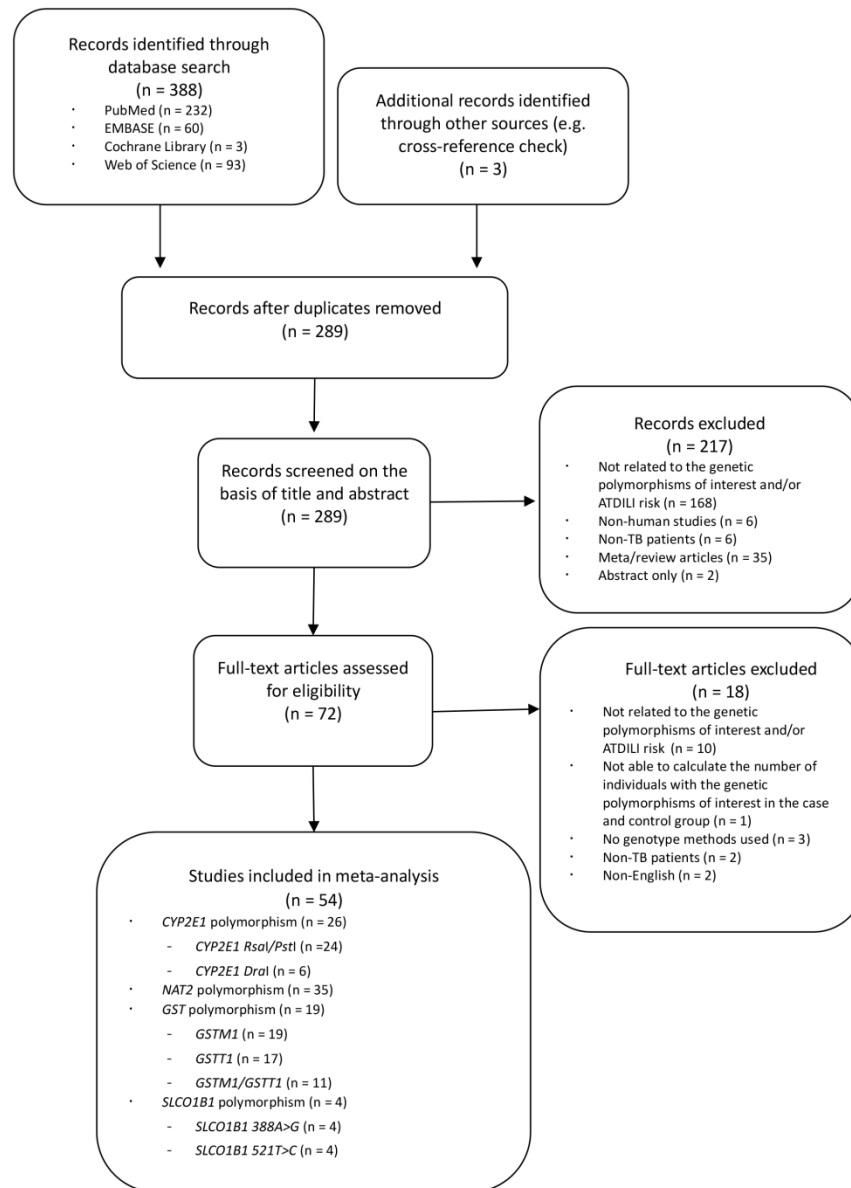 Records identified through
database search
(n = 388)
· PubMed (n = 232)
· EMBASE (n = 60)
· Cochrane Library (n = 3)
· Web of Science (n = 93)
Additional records identified
through other sources (e.g.
cross-reference check)
(n = 3)
Records after duplicates removed
(n = 289)
Records screened on the
basis of title and abstract
(n = 289)
Records excluded
(n = 217)
· Not related to the genetic
polymorphisms of interest and/or
ATDILI risk (n = 168)
· Non-human studies (n = 6)
· Non-TB patients (n = 6)
· Meta/review articles (n = 35)
· Abstract only (n = 2)
Full-text articles assessed
for eligibility
(n = 72)
Full-text articles excluded
(n = 18)
· Not related to the genetic
polymorphisms of interest and/or
ATDILI risk (n = 10)
· Not able to calculate the number of
individuals with the genetic
polymorphisms of interest in the case
and control group (n = 1)
· No genotype methods used (n = 3)
· Non-TB patients (n = 2)
· Non-English (n = 2)
Studies included in meta-analysis
(n = 54)
· CYP2E1 polymorphism (n = 26)
- CYP2E1 RsaI/PstI (n =24)
- CYP2E1 DraI (n = 6)
· NAT2 polymorphism (n = 35)
· GST polymorphism (n = 19)
- GSTM1 (n = 19)
- GSTT1 (n = 17)
- GSTM1/GSTT1 (n = 11)
· SLCO1B1 polymorphism (n = 4)
- SLCO1B1 388A>G (n = 4)
- SLCO1B1 521T>C (n = 4)